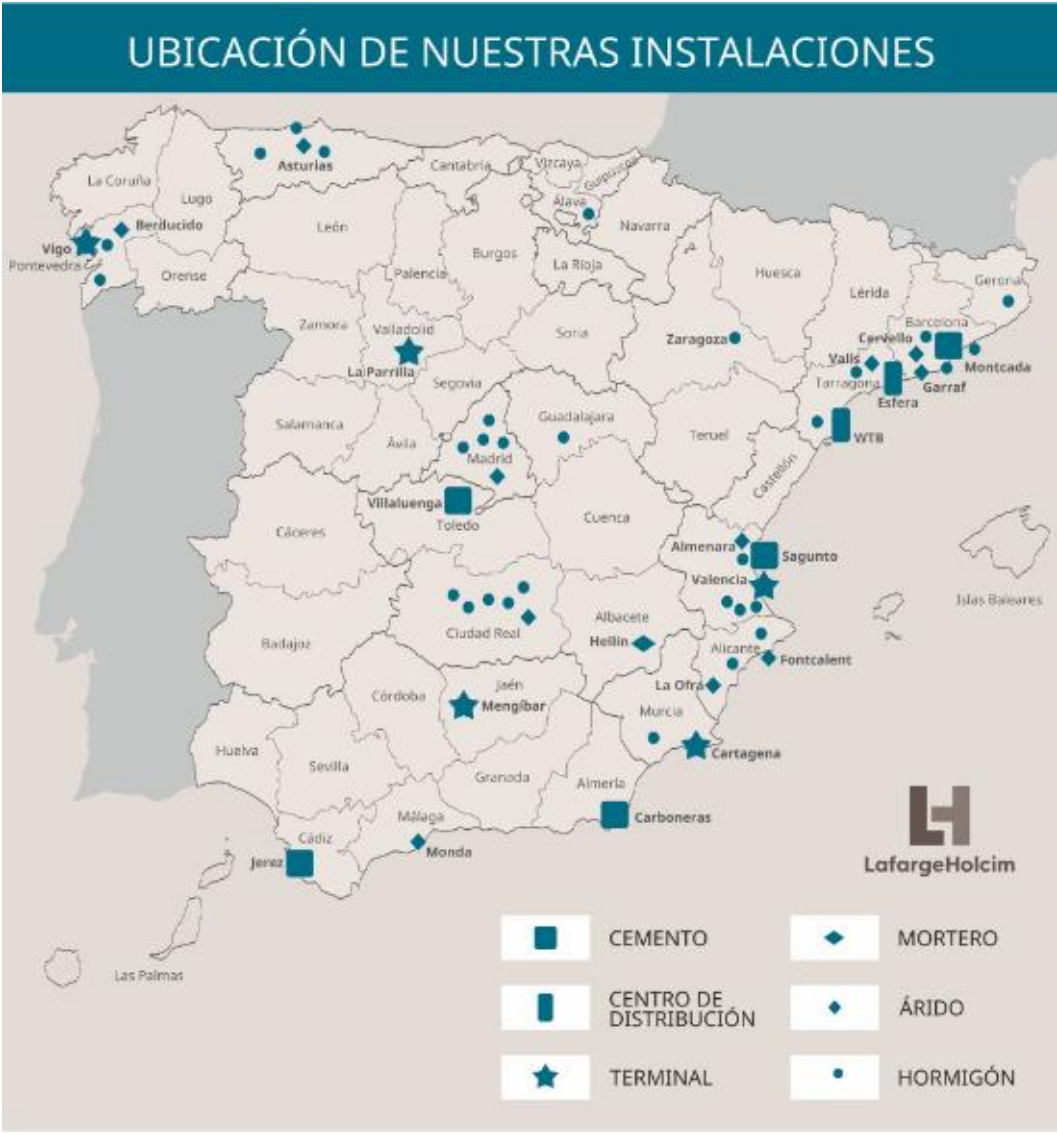 UBICACIÓN DE NUESTRAS INSTALACIONES
La Coruña
Lugo
Asturias
Cantabria
Vizcaya
Guipúscoa
Álava
Navarra
Berducido
Vigo
Pontevedra
Orense
León
Palencia
Burgos
La Rioja
Huesca
Lérida
Gerona
Zamora
Valladolid
La Parrilla
Soria
Zaragoza
Barcelona
Cervello
Montcada
Valls
Tarragona
Garraf
Esfera
WTB
Segovia
Salamanca
Ávila
Madrid
Guadalajara
Teruel
Castellón
Villaluenga
Toledo
Cuenca
Cáceres
Almenara
Sagunto
Valencia
Islas Baleares
Badajoz
Ciudad Real
Albacete
Hellin
Alicante
Fontcalent
La Ofra
Córdoba
Jaén
Mengíbar
Murcia
Cartagena
Huelva
Sevilla
Granada
Almería
Carboneras
Málaga
Monda
Cádiz
Jerez
Las Palmas
LafargeHolcim
CEMENTO
MORTERO
CENTRO DE
DISTRIBUCIÓN
ÁRIDO
TERMINAL
HORMIGÓN